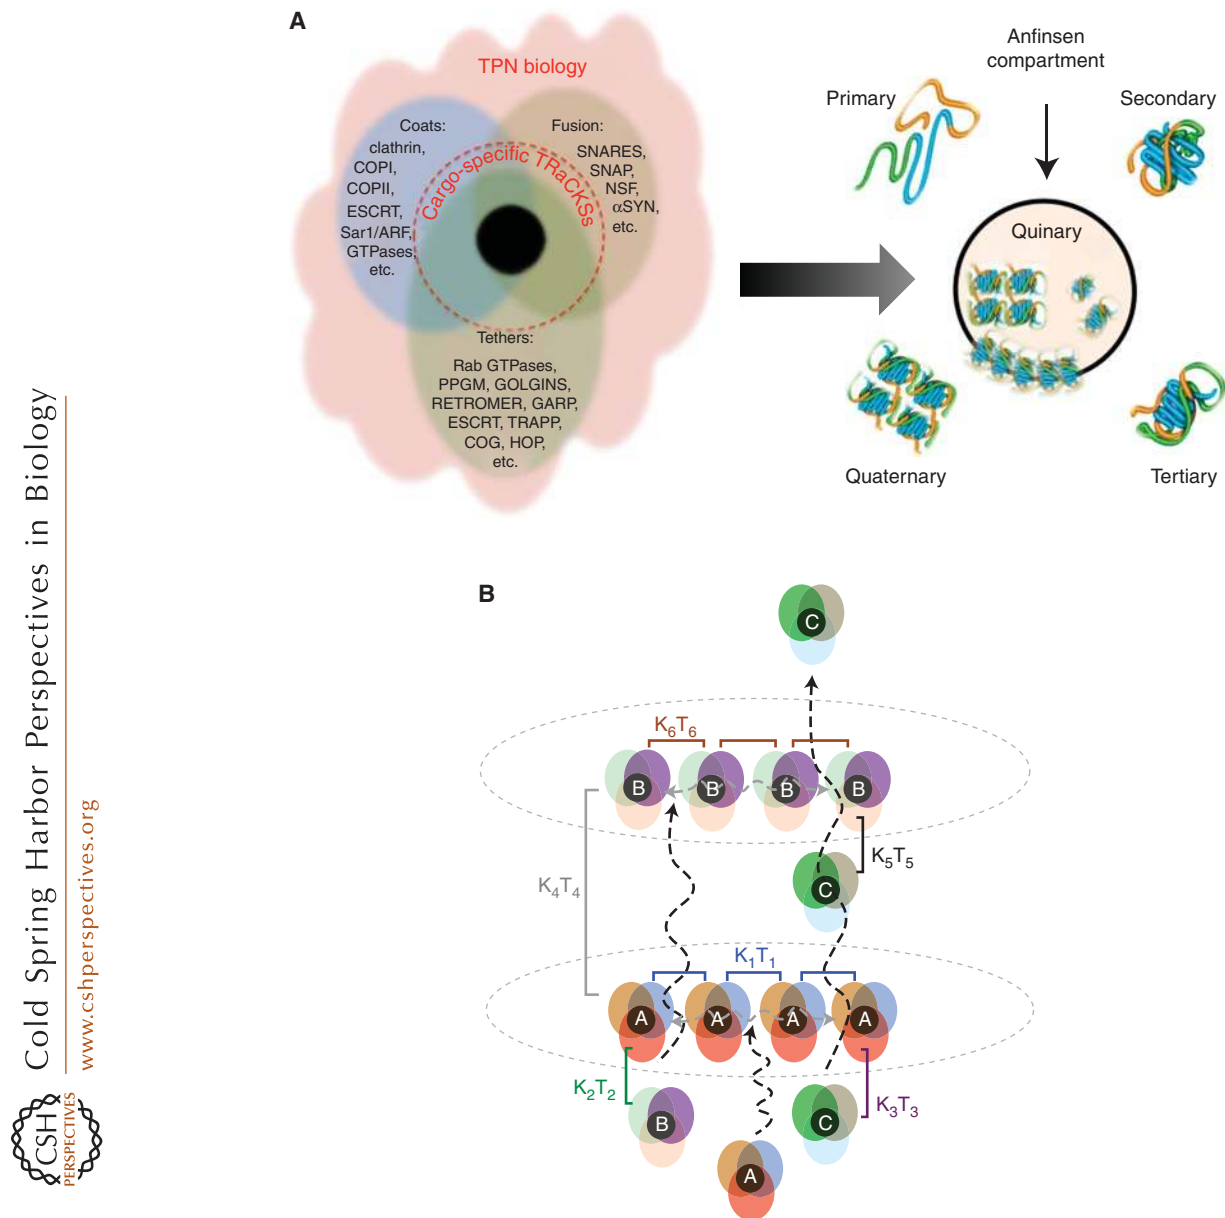 A
TPN biology
Coats:
clathrin,
COPI,
COPII,
ESCRT,
Sar1/ARF,
GTPases,
etc.
Fusion:
SNARES,
SNAP,
NSF,
αSYN,
etc.
Cargo-specific TRaCKSs
Tethers:
Rab GTPases,
PPGM, GOLGINS,
RETROMER, GARP,
ESCRT, TRAPP,
COG, HOP,
etc.
Anfinsen
compartment
Primary
Secondary
Quinary
Quaternary
Tertiary
B
C
K6T6
B
B
B
B
K5T5
K4T4
C
K1T1
A
A
A
A
K2T2
K3T3
B
C
A
Cold Spring Harbor Perspectives in Biology
www.cshperspectives.org
CSH
PERSPECTIVES